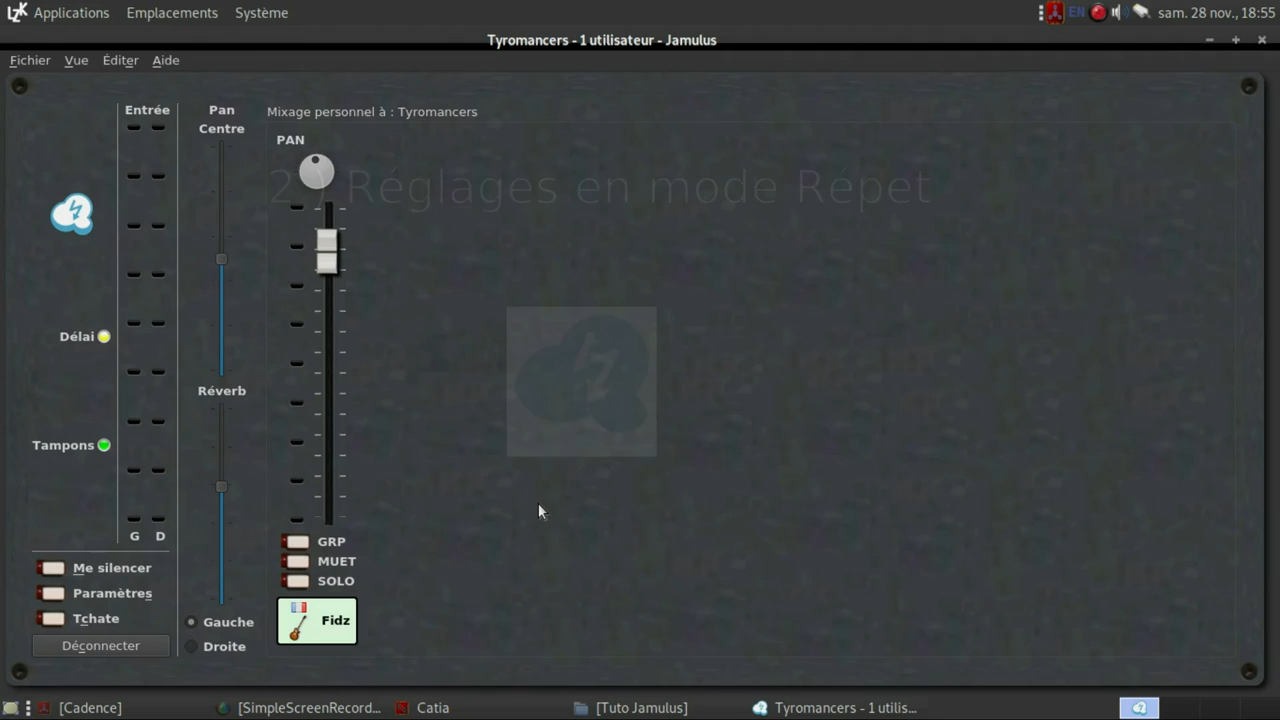 Applications Emplacements Système EN sam. 28 nov., 18:55
Tyromancers - 1 utilisateur - Jamulus
Fichier Vue Éditer Aide
Entrée
Pan
Centre
Mixage personnel à : Tyromancers
PAN
2 ) Réglages en mode Répet
Délai
Réverb
Tampons
G D
GRP
MUET
SOLO
Me silencer
Paramètres
Tchate
Déconnecter
Gauche
Droite
Fidz
[Cadence] [SimpleScreenRecord... Catia [Tuto Jamulus] Tyromancers - 1 utilis...